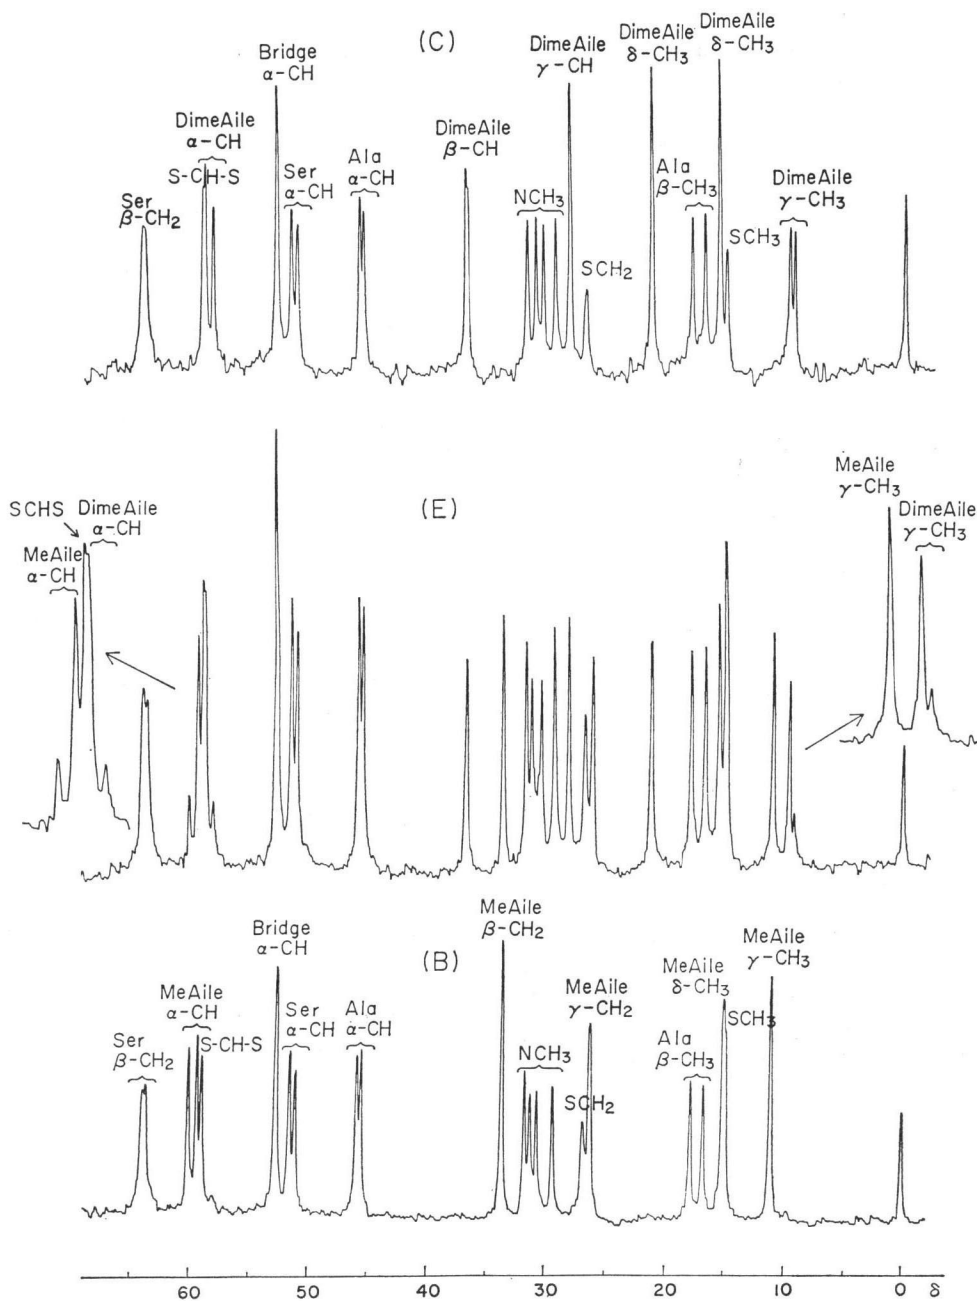 (C)
Bridge
α-CH
DimeAile
γ-CH
DimeAile
δ-CH3
DimeAile
δ-CH3
DimeAile
α-CH
S-CH-S
Ser
β-CH2
Ser
α-CH
Ala
α-CH
DimeAile
β-CH
NCH3
SCH2
Ala
β-CH3
SCH3
DimeAile
γ-CH3
(E)
SCHS
DimeAile
α-CH
MeAile
α-CH
MeAile
γ-CH3
DimeAile
γ-CH3
(B)
Bridge
α-CH
MeAile
β-CH2
MeAile
γ-CH3
Ser
β-CH2
MeAile
α-CH
S-CH-S
Ser
α-CH
Ala
α-CH
NCH3
SCH2
MeAile
γ-CH2
Ala
β-CH3
MeAile
δ-CH3
SCH3
60 50 40 30 20 10 0 δ